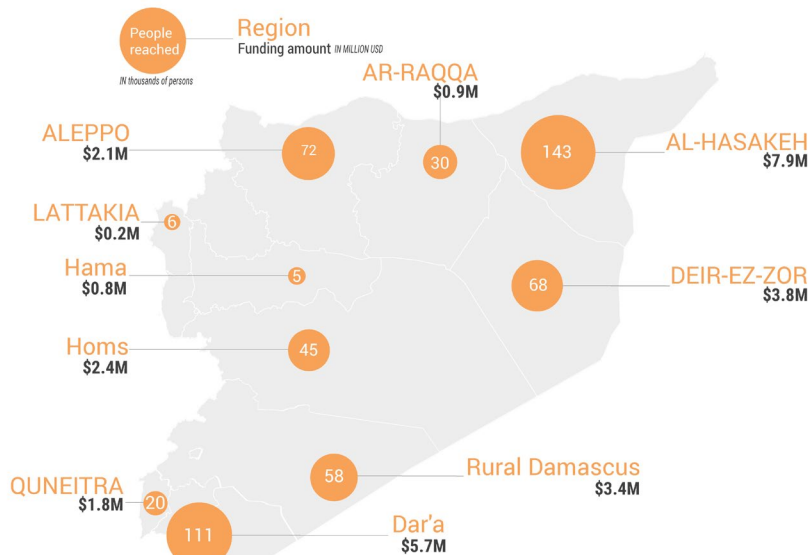 People
reached
IN thousands of persons
Region
Funding amount IN MILLION USD
AR-RAQQA
$0.9M
30
ALEPPO
$2.1M
72
143
AL-HASAKEH
$7.9M
LATTAKIA
$0.2M
6
Hama
$0.8M
5
68
DEIR-EZ-ZOR
$3.8M
Homs
$2.4M
45
58
Rural Damascus
$3.4M
QUNEITRA
$1.8M
20
111
Dar'a
$5.7M